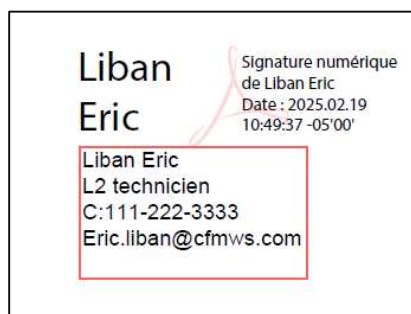 Liban
Eric
Signature numérique
de Liban Eric
Date : 2025.02.19
10:49:37 -05'00'
Liban Eric
L2 technicien
C:111-222-3333
Eric.liban@cfmws.com